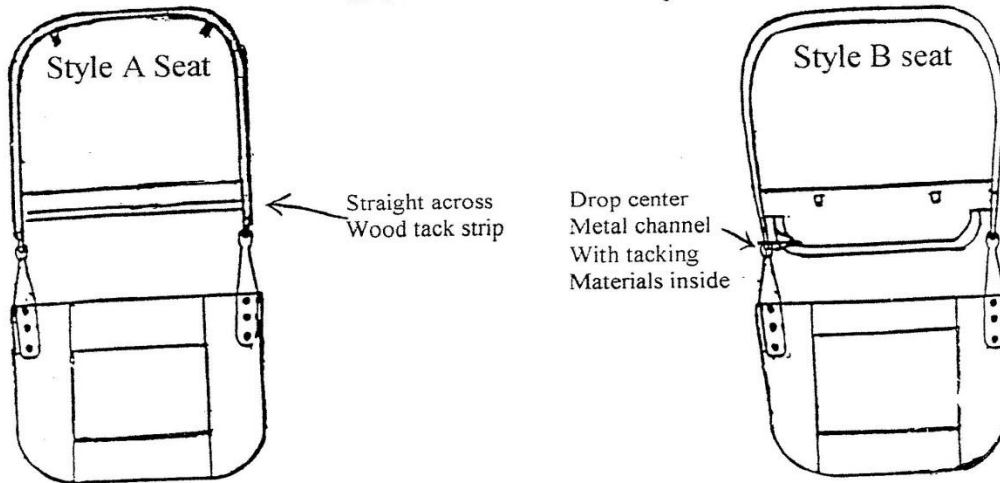 Style A Seat
Straight across
Wood tack strip
Style B seat
Drop center
Metal channel
With tacking
Materials inside